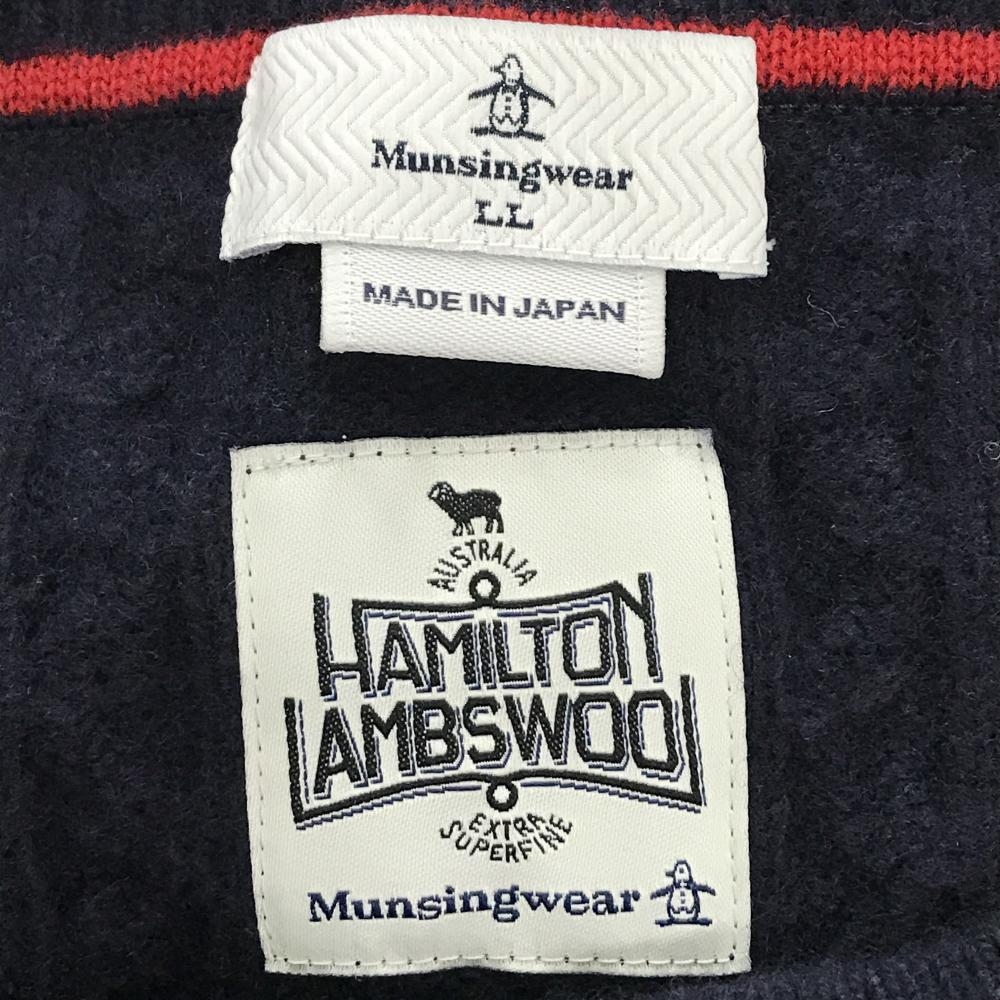 Munsingwear
LL
MADE IN JAPAN
AUSTRALIA
HAMILTON
LAMBSWOOL
EXTRA
SUPERFINE
Munsingwear